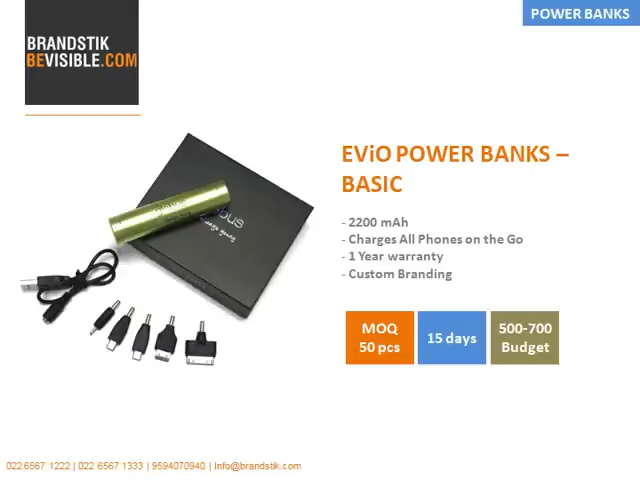 POWER BANKS
BRANDSTIK
BEVISIBLE.COM
EViO POWER BANKS –
BASIC
- 2200 mAh
- Charges All Phones on the Go
- 1 Year warranty
- Custom Branding
MOQ
50 pcs
15 days
500-700
Budget
022 6567 1222 | 022 6567 1333 | 9594070940 | Info@brandstik.com